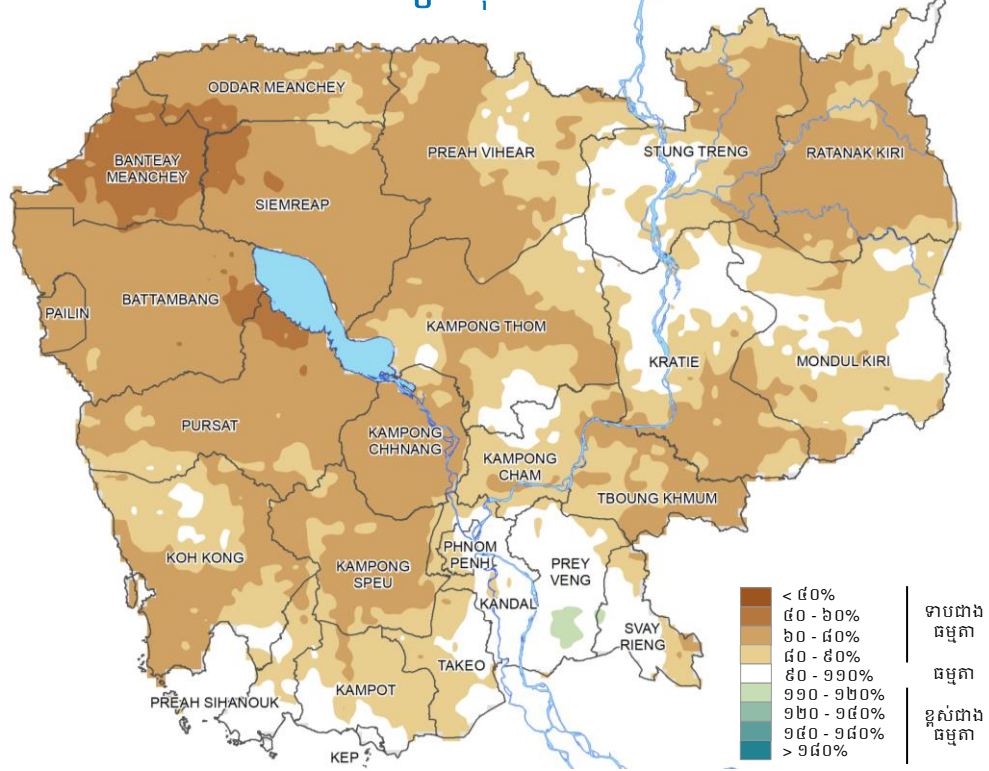 ODDAR MEANCHEY
BANTEAY
MEANCHEY
PREAH VIHEAR
STUNG TRENG
RATANAK KIRI
SIEMREAP
PAILIN
BATTAMBANG
KAMPONG THOM
KRATIE
MONDUL KIRI
PURSAT
KAMPONG
CHHNANG
KAMPONG
CHAM
TBOUNG KHMUM
KOH KONG
KAMPONG
SPEU
PHNOM
PENH
PREY
VENG
KANDAL
SVAY
RIENG
TAKEO
KAMPOT
PREAH SIHANOUK
KEP
< ៤០%
៤០ - ៦០%
៦០ - ៨០%
៨០ - ៩០%
៩០ - ១១០%
១១០ - ១២០%
១២០ - ១៤០%
១៤០ - ១៨០%
> ១៨០%
ទាបជាង
ធម្មតា
ធម្មតា
ខ្ពស់ជាង
ធម្មតា